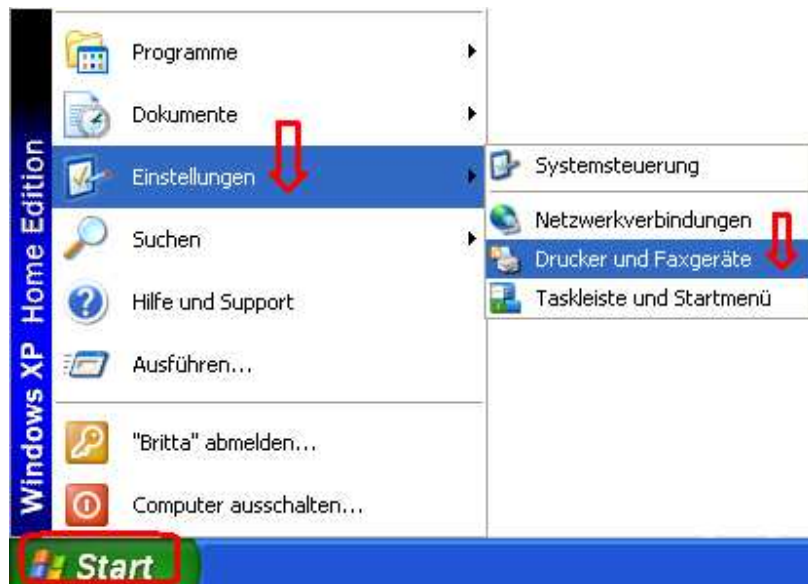 Programme
Dokumente
Einstellungen
Suchen
Hilfe und Support
Ausführen...
"Britta" abmelden...
Computer ausschalten...
Systemsteuerung
Netzwerkverbindungen
Drucker und Faxgeräte
Taskleiste und Startmenü
Windows XP Home Edition
Start